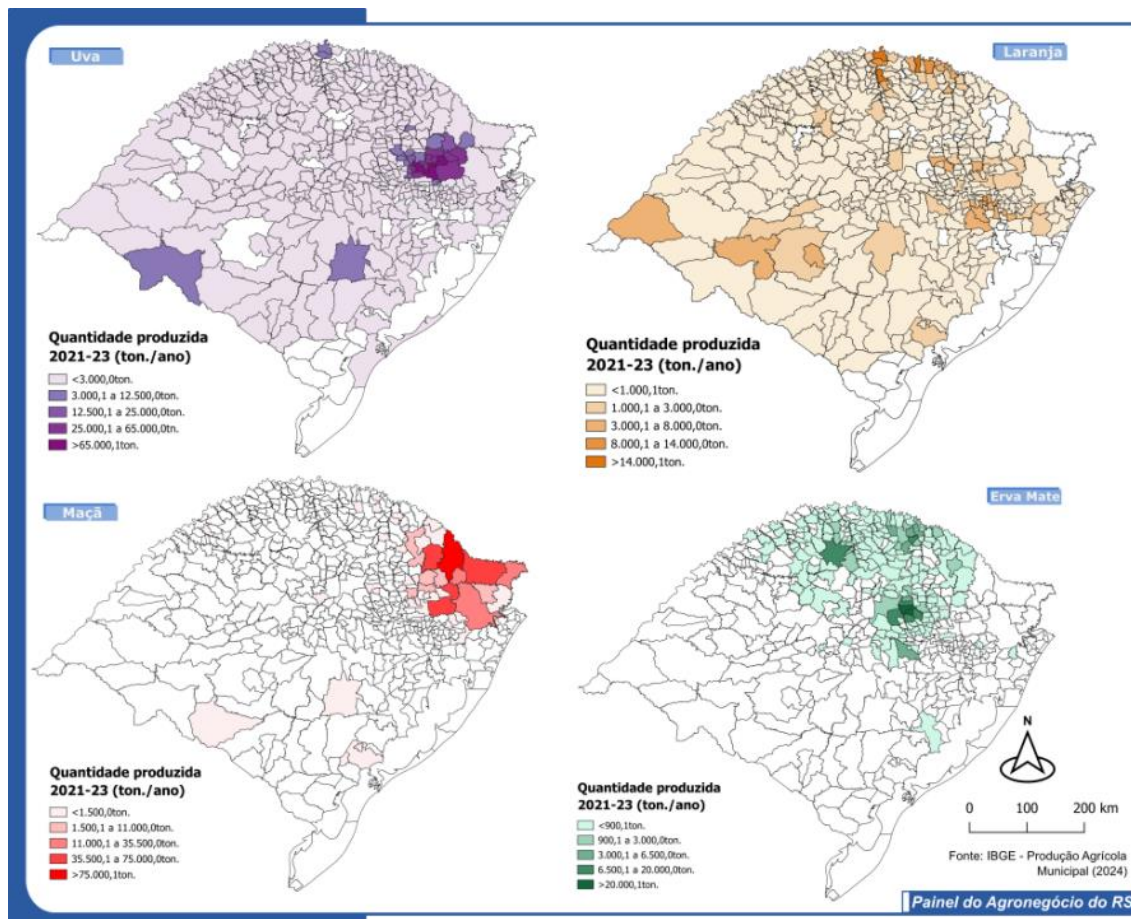 Uva
Quantidade produzida
2021-23 (ton./ano)
<3.000,0ton.
3.000,1 a 12.500,0ton.
12.500,1 a 25.000,0ton.
25.000,1 a 65.000,0tn.
>65.000,1ton.
Laranja
Quantidade produzida
2021-23 (ton./ano)
<1.000,1ton.
1.000,1 a 3.000,0ton.
3.000,1 a 8.000,0ton.
8.000,1 a 14.000,0ton.
>14.000,1ton.
Maçã
Quantidade produzida
2021-23 (ton./ano)
<1.500,0ton.
1.500,1 a 11.000,0ton.
11.000,1 a 35.500,0ton.
35.500,1 a 75.000,0ton.
>75.000,1ton.
Erva Mate
Quantidade produzida
2021-23 (ton./ano)
<900,1ton.
900,1 a 3.000,0ton.
3.000,1 a 6.500,0ton.
6.500,1 a 20.000,0ton.
>20.000,1ton.
N
0 100 200 km
Fonte: IBGE - Produção Agrícola
Municipal (2024)
Painel do Agronegócio do RS